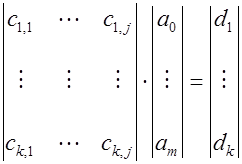 |c₁,₁ ⋯ c₁,ⱼ| |a₀| |d₁|
|⋮ ⋮ ⋮| · |⋮| = |⋮|
|cₖ,₁ ⋯ cₖ,ⱼ| |aₘ| |dₖ|